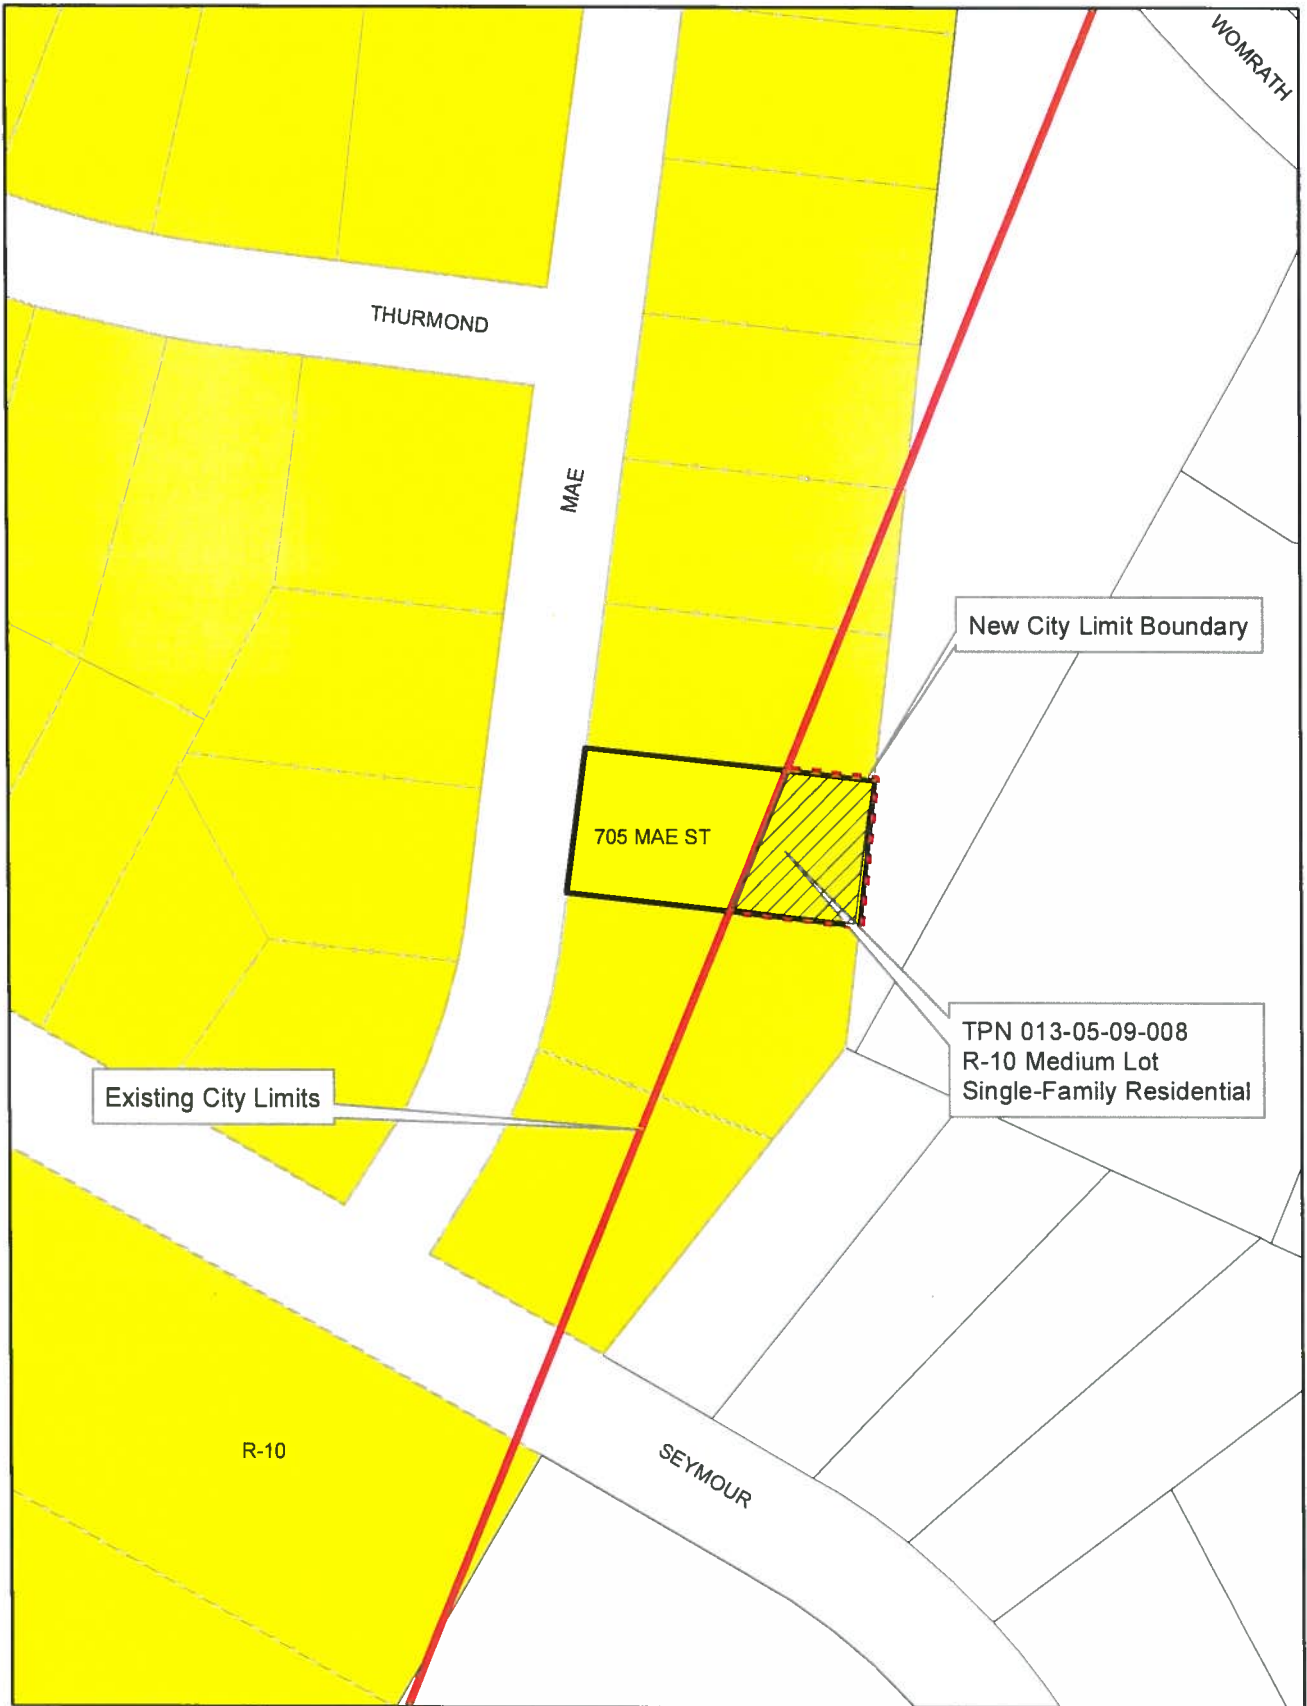 WOMRATH
THURMOND
MAE
New City Limit Boundary
705 MAE ST
TPN 013-05-09-008
R-10 Medium Lot
Single-Family Residential
Existing City Limits
R-10
SEYMOUR